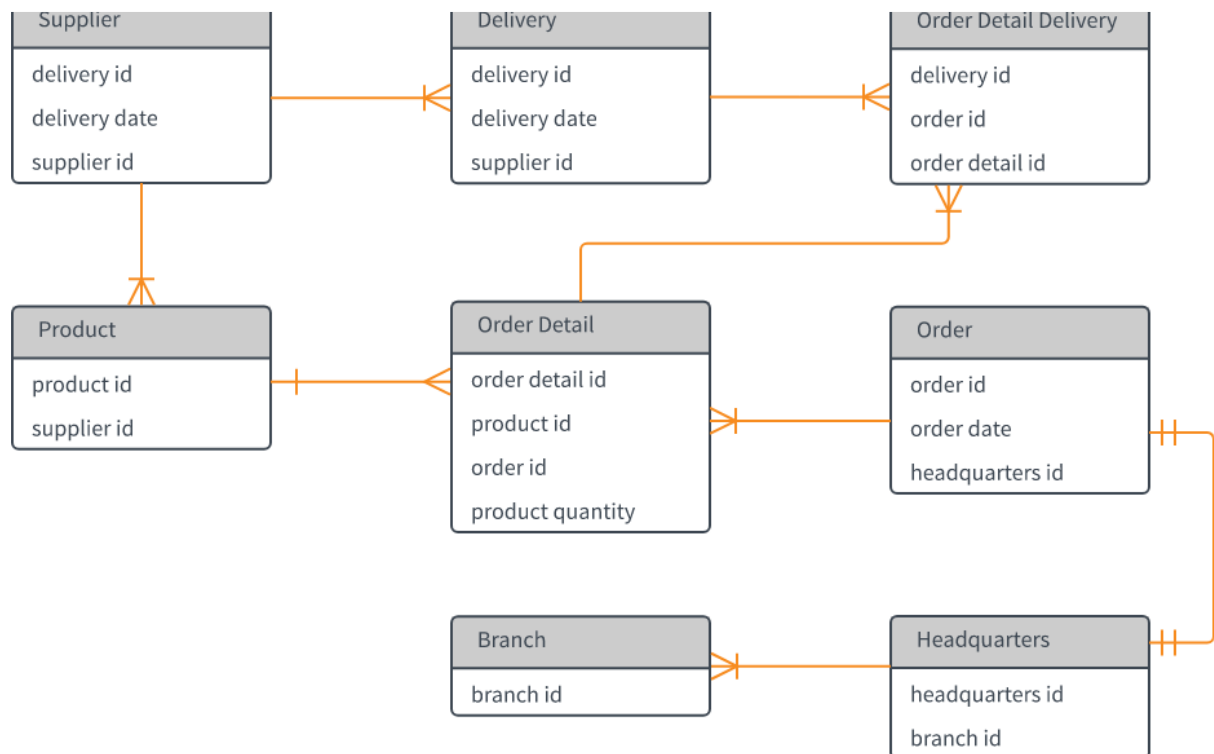 Supplier
delivery id
delivery date
supplier id
Delivery
delivery id
delivery date
supplier id
Order Detail Delivery
delivery id
order id
order detail id
Product
product id
supplier id
Order Detail
order detail id
product id
order id
product quantity
Order
order id
order date
headquarters id
Branch
branch id
Headquarters
headquarters id
branch id